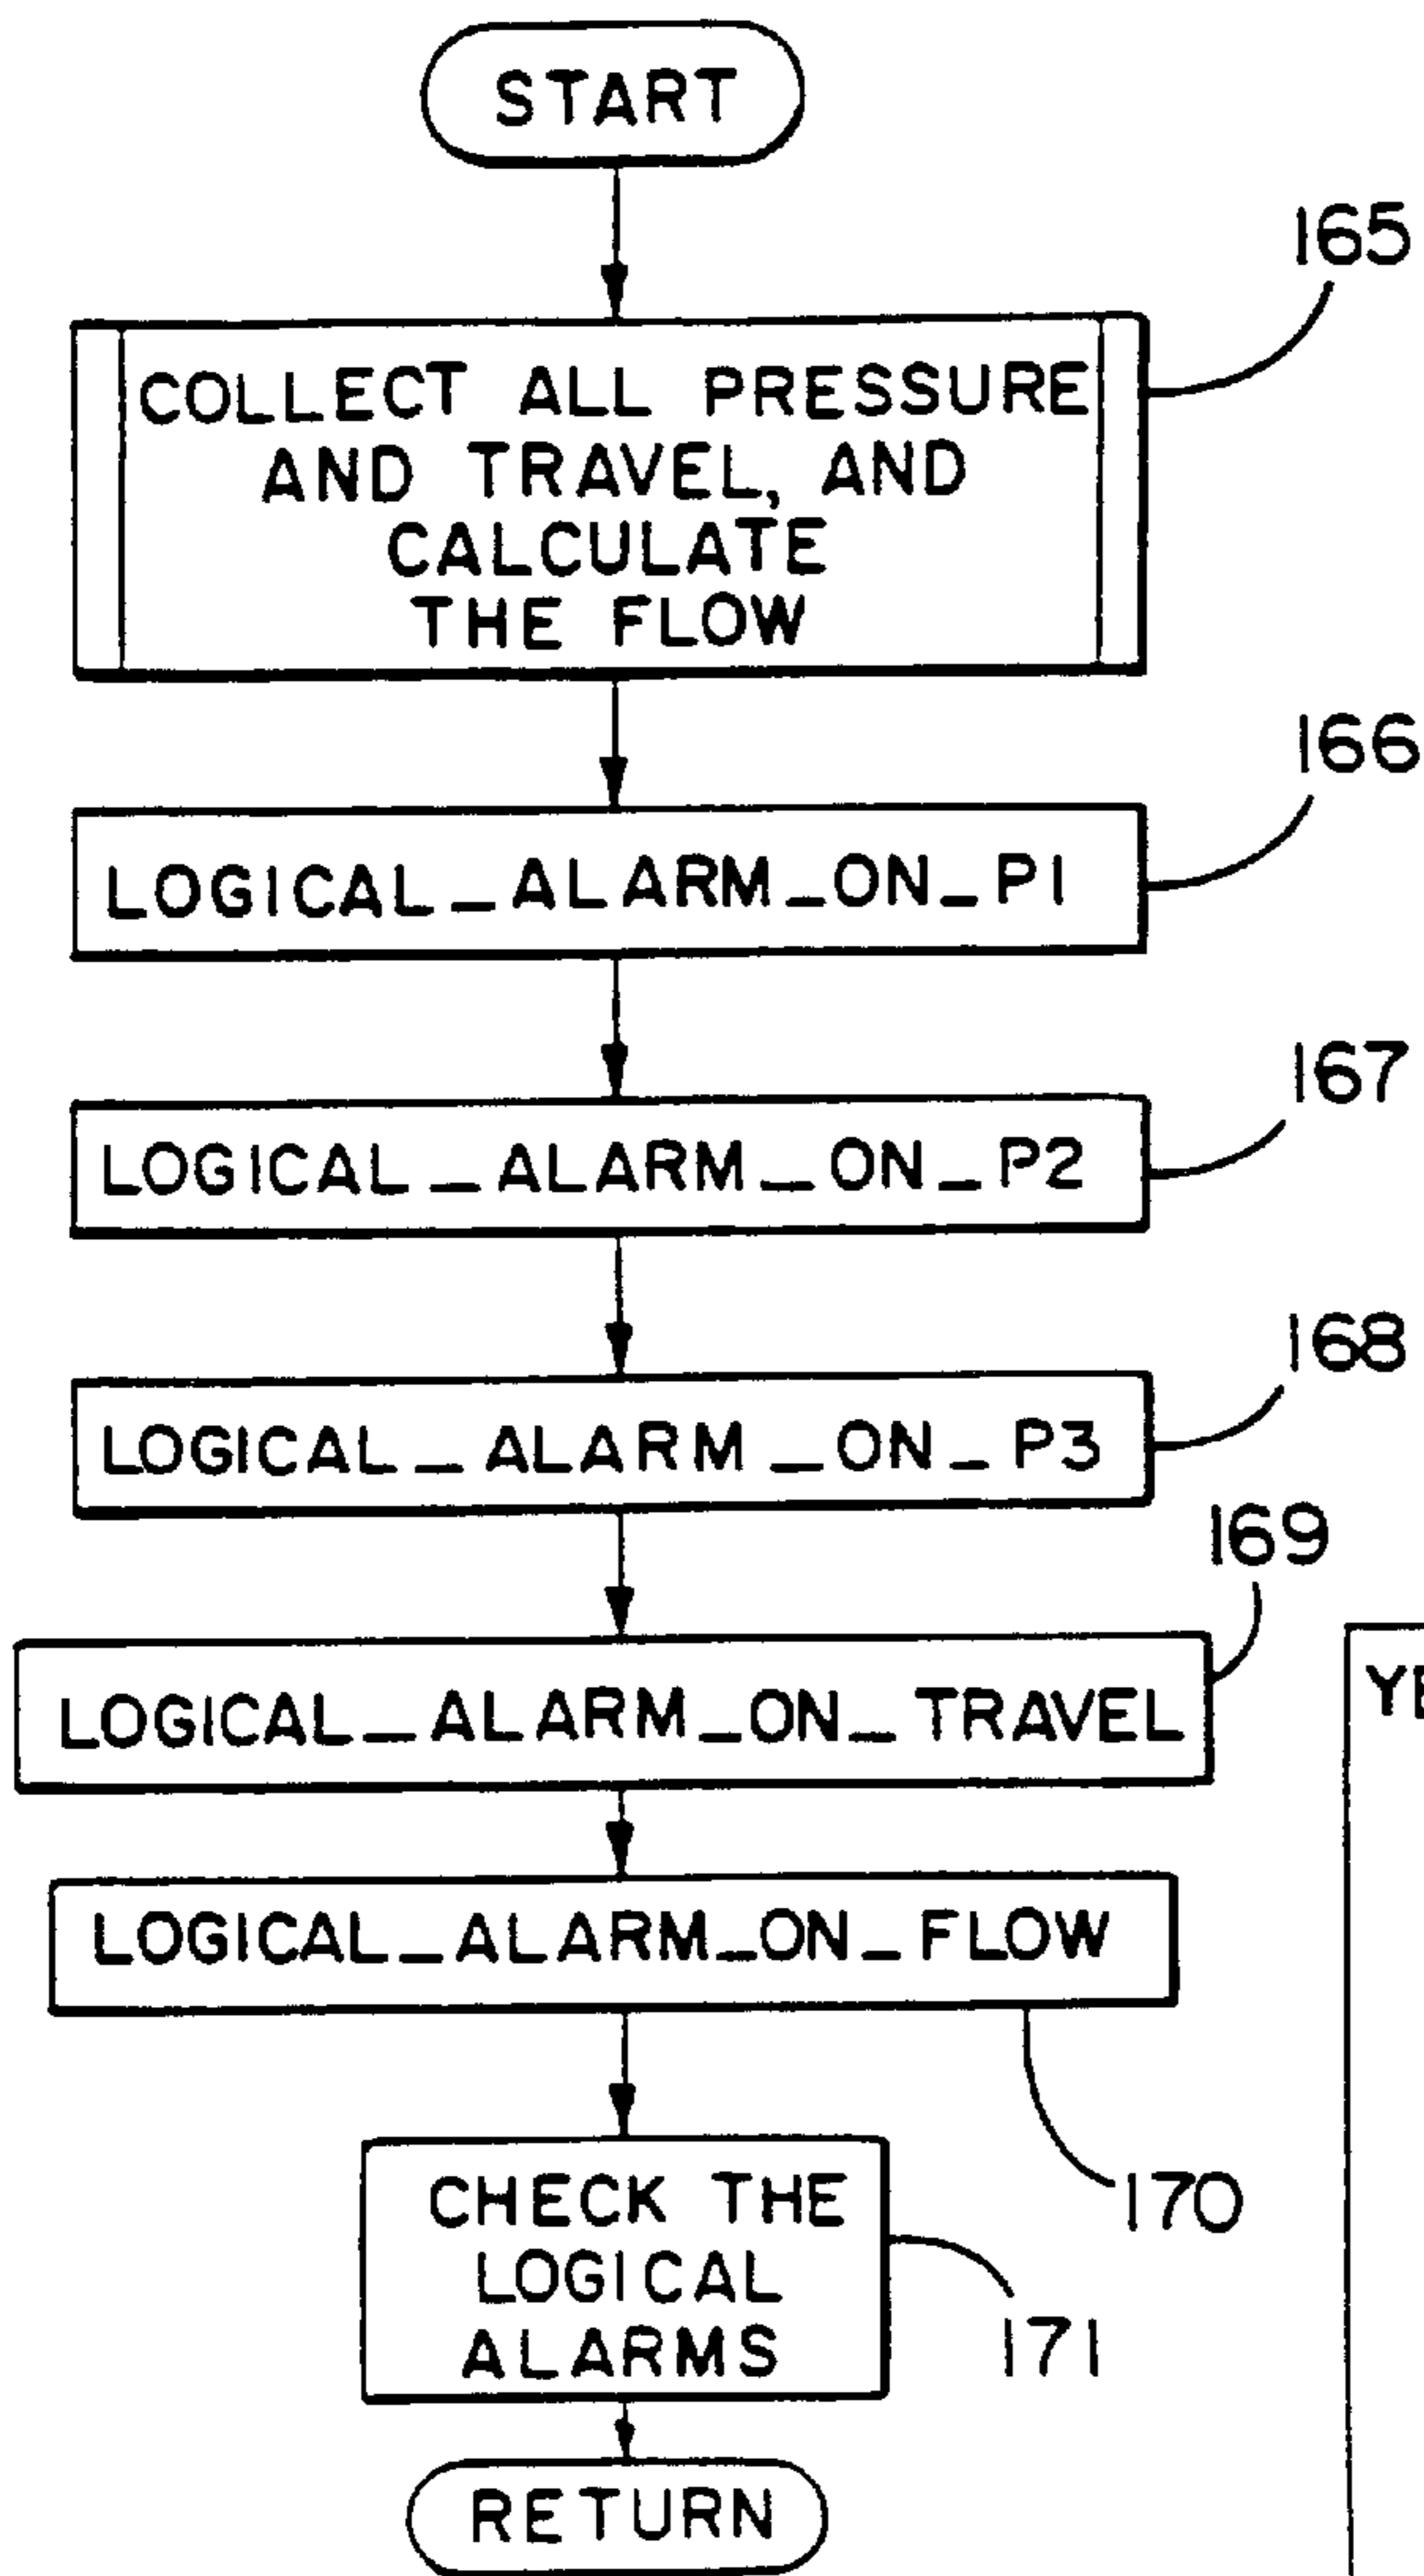 START
165
COLLECT ALL PRESSURE
AND TRAVEL, AND
CALCULATE
THE FLOW
166
LOGICAL_ALARM_ON_P1
167
LOGICAL_ALARM_ON_P2
168
LOGICAL_ALARM_ON_P3
169
LOGICAL_ALARM_ON_TRAVEL
LOGICAL_ALARM_ON_FLOW
170
CHECK THE
LOGICAL
ALARMS
171
RETURN